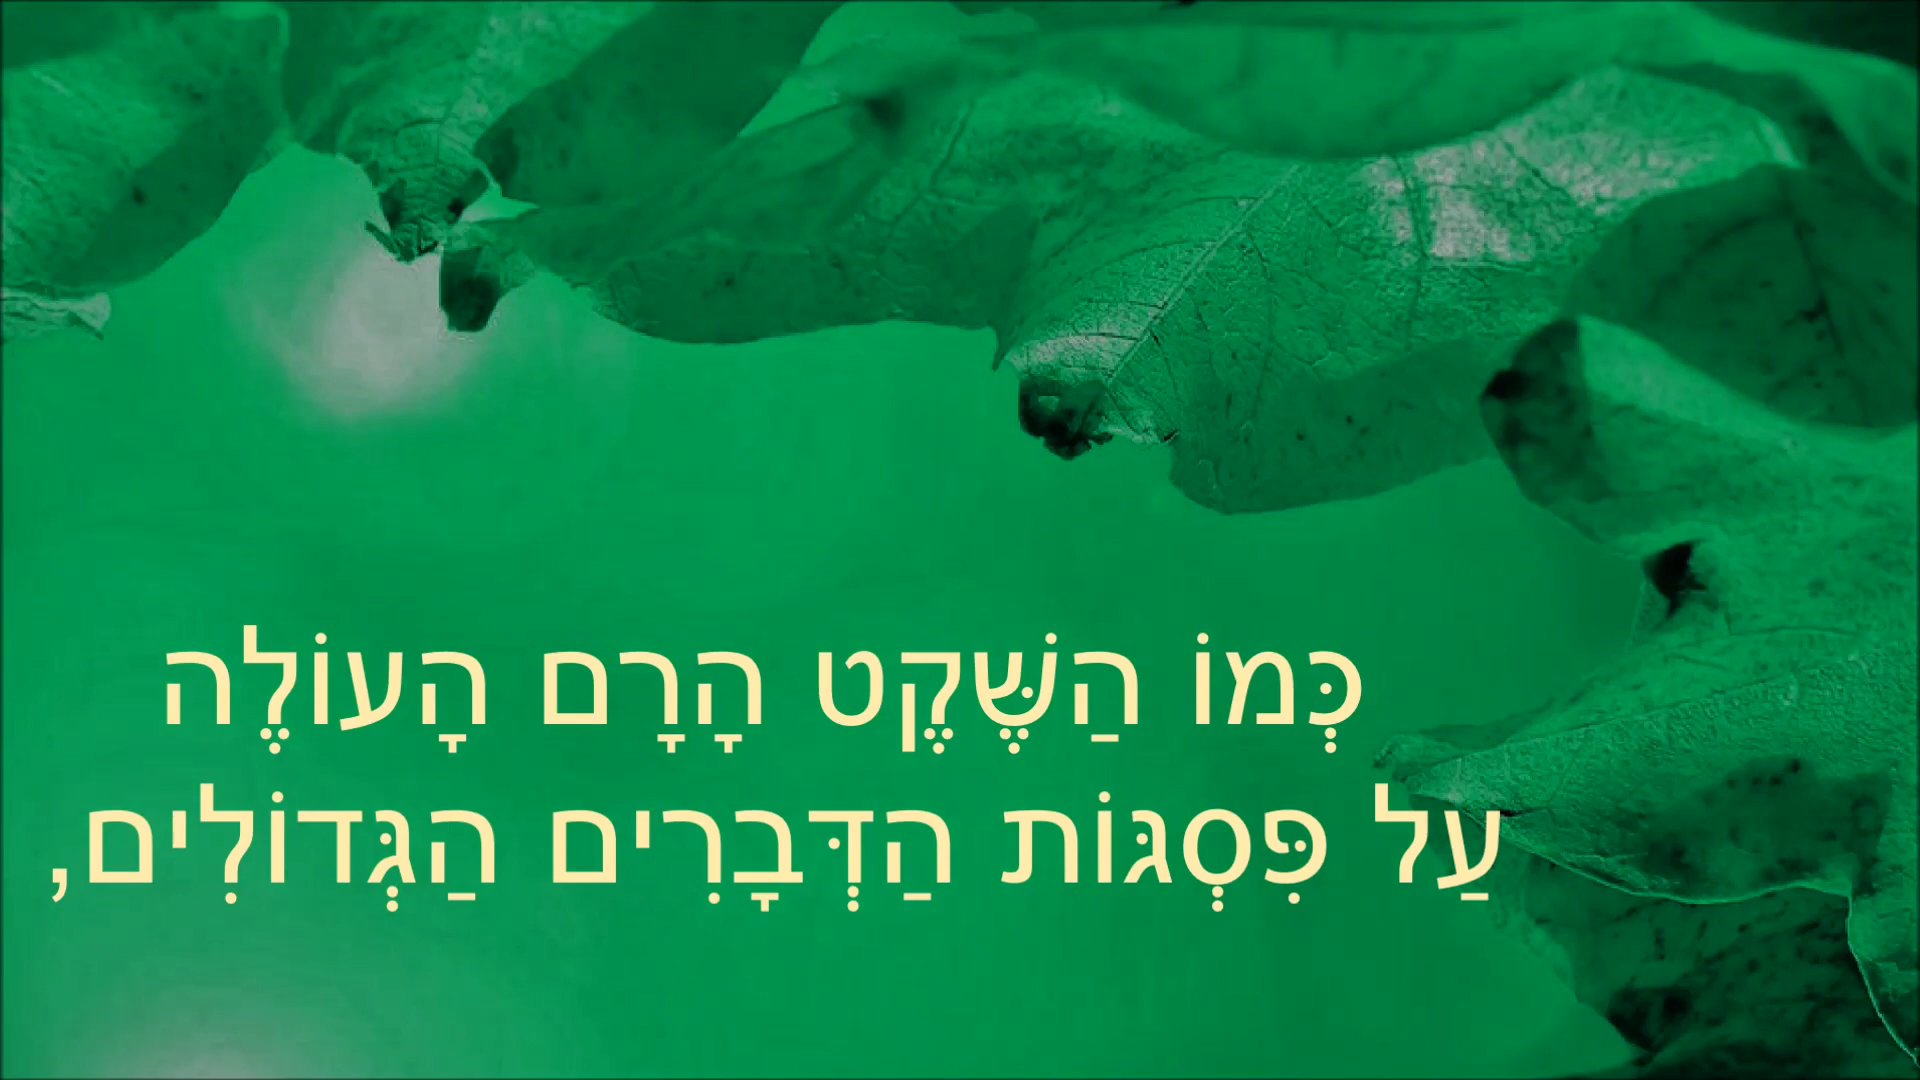 כְּמוֹ הַשֶּׁקֶט הָרָם הָעוֹלֶה
עַל פִּסְגּוֹת הַדְּבָרִים הַגְּדוֹלִים,